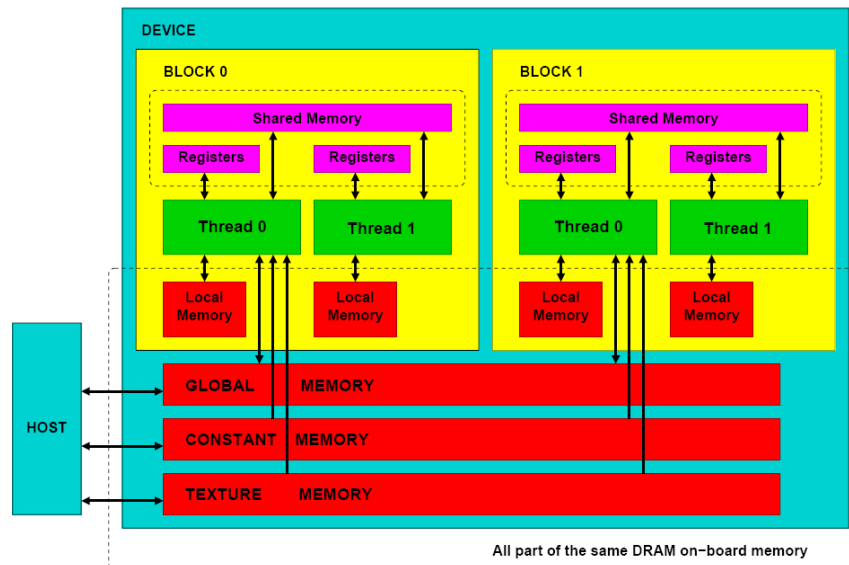 DEVICE
BLOCK 0
Shared Memory
Registers
Registers
Thread 0
Thread 1
Local
Memory
Local
Memory
BLOCK 1
Shared Memory
Registers
Registers
Thread 0
Thread 1
Local
Memory
Local
Memory
HOST
GLOBAL MEMORY
CONSTANT MEMORY
TEXTURE MEMORY
All part of the same DRAM on−board memory